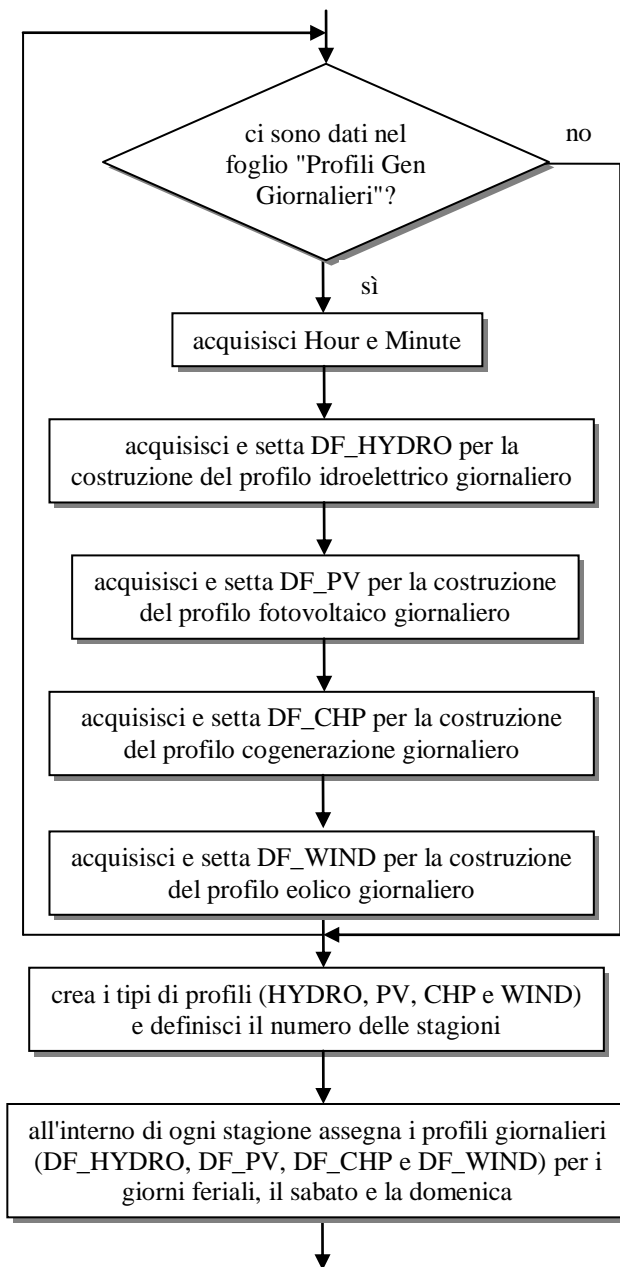 ci sono dati nel
foglio "Profili Gen
Giornalieri"?
no
sì
acquisisci Hour e Minute
acquisisci e setta DF_HYDRO per la
costruzione del profilo idroelettrico giornaliero
acquisisci e setta DF_PV per la costruzione
del profilo fotovoltaico giornaliero
acquisisci e setta DF_CHP per la costruzione
del profilo cogenerazione giornaliero
acquisisci e setta DF_WIND per la costruzione
del profilo eolico giornaliero
crea i tipi di profili (HYDRO, PV, CHP e WIND)
e definisci il numero delle stagioni
all'interno di ogni stagione assegna i profili giornalieri
(DF_HYDRO, DF_PV, DF_CHP e DF_WIND) per i
giorni feriali, il sabato e la domenica